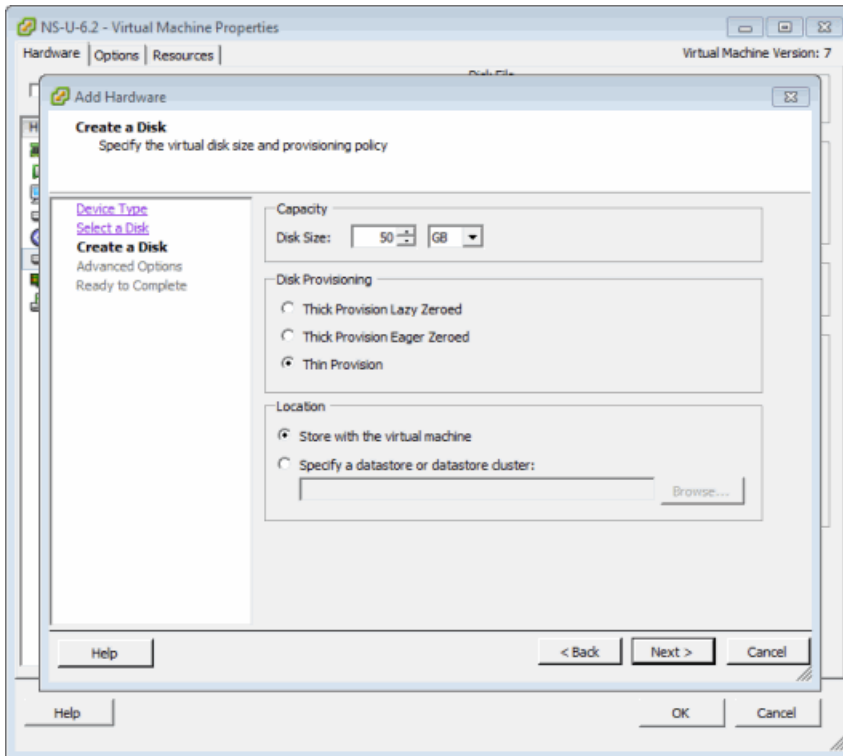 NS-U-6.2 - Virtual Machine Properties
Hardware Options Resources Virtual Machine Version: 7
Disk File
Add Hardware
Create a Disk
Specify the virtual disk size and provisioning policy
Device Type
Select a Disk
Create a Disk
Advanced Options
Ready to Complete
Capacity
Disk Size: 50 GB
Disk Provisioning
Thick Provision Lazy Zeroed
Thick Provision Eager Zeroed
Thin Provision
Location
Store with the virtual machine
Specify a datastore or datastore cluster:
Browse...
Help < Back Next > Cancel
Help OK Cancel